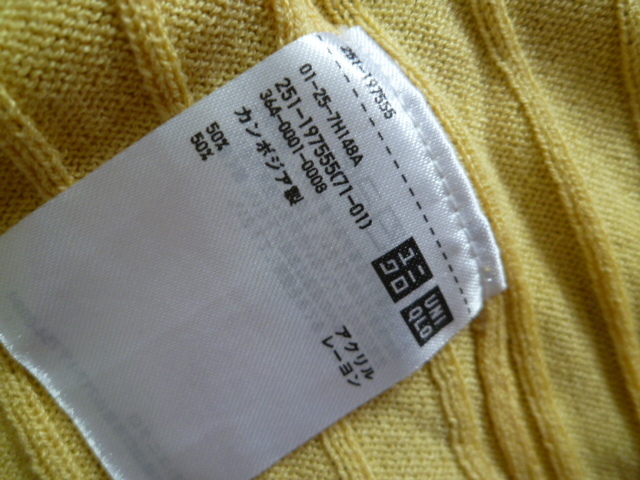 251-197555
01-25-7H148A
251-197555(71-01)
364-0001-0008
カンボジア製
ユニ
クロ
UNI
QLO
アクリル 50%
レーヨン 50%